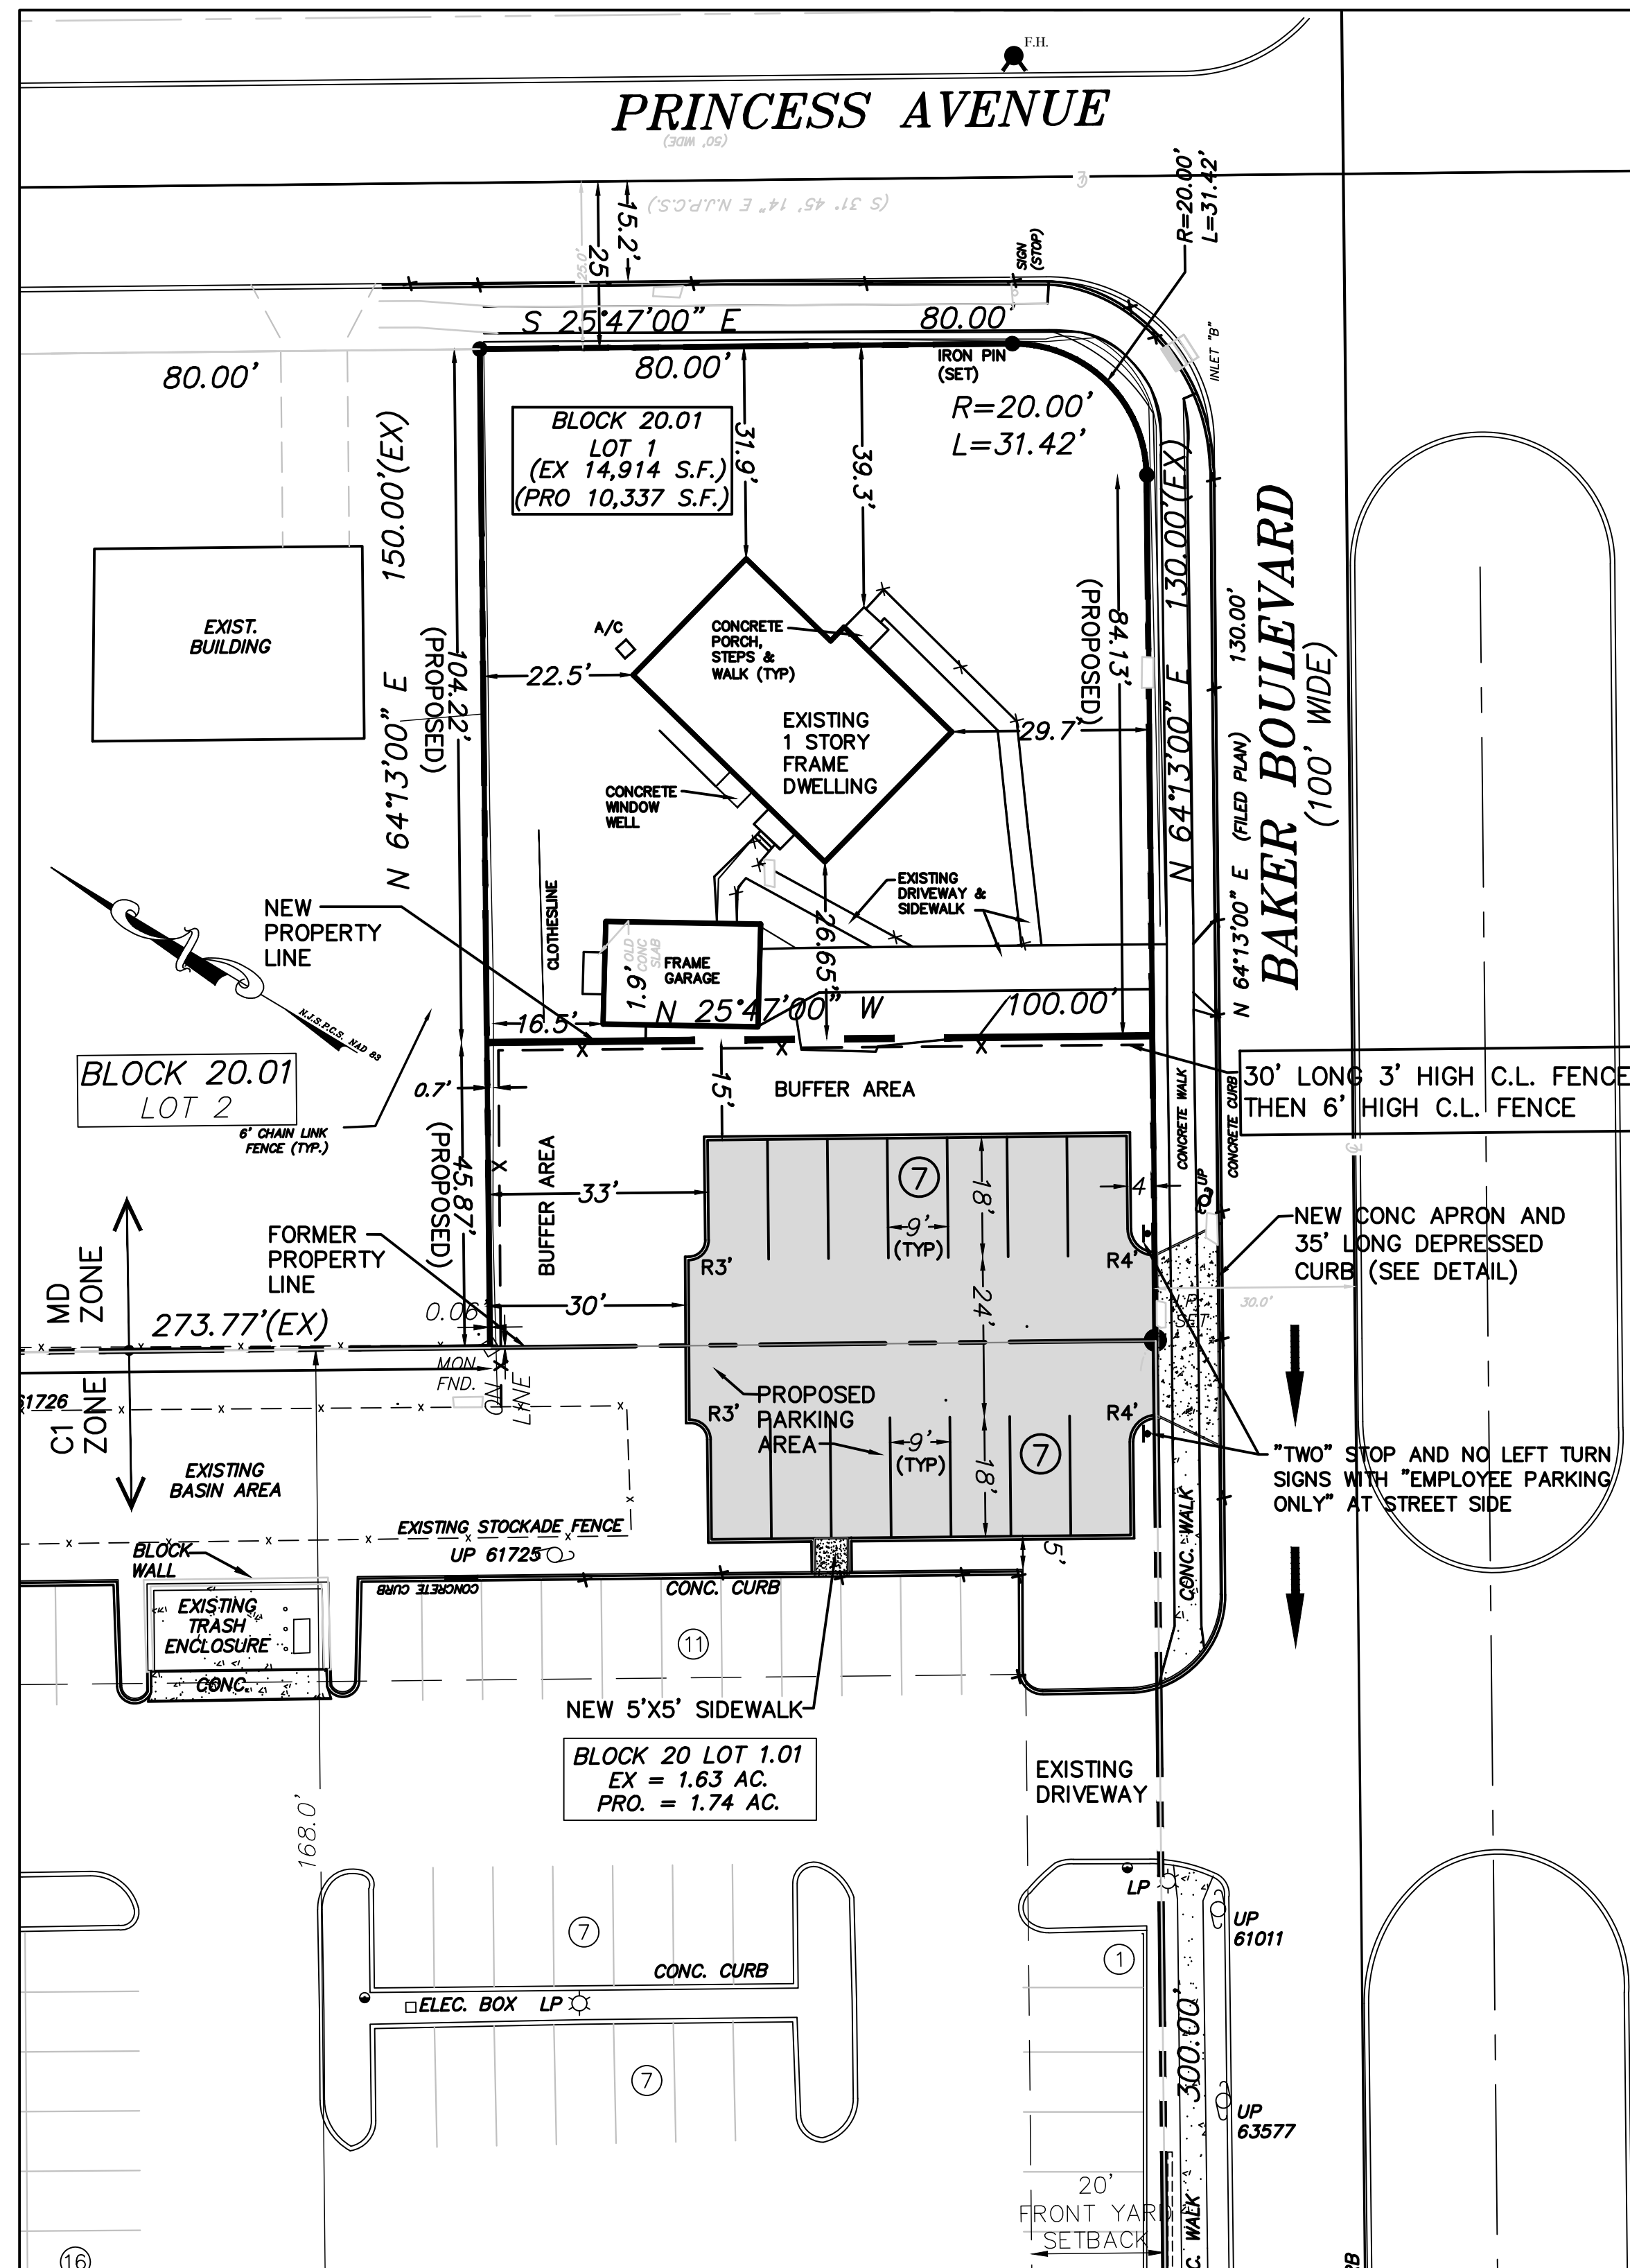 F.H.
PRINCESS AVENUE
(50' WIDE)
(S 31° 45' 14" E N.J.P.C.S.)
R=20.00'
L=31.42'
15.2'
25'
25.0'
SIGN
(STOP)
INLET "B"
S 25°47'00" E
80.00'
80.00'
80.00'
IRON PIN
(SET)
R=20.00'
L=31.42'
BLOCK 20.01
LOT 1
(EX 14,914 S.F.)
(PRO 10,337 S.F.)
31.9'
39.3'
N 64°13'00" E 150.00'(EX)
104.22'
(PROPOSED)
84.13'
(PROPOSED)
N 64°13'00" E 130.00'(EX)
N 64°13'00" E (FILED PLAN) 130.00'
BAKER BOULEVARD
(100' WIDE)
EXIST.
BUILDING
A/C
CONCRETE
PORCH,
STEPS &
WALK (TYP)
22.5'
29.7'
EXISTING
1 STORY
FRAME
DWELLING
CONCRETE
WINDOW
WELL
CLOTHESLINE
EXISTING
DRIVEWAY &
SIDEWALK
26.65'
NEW
PROPERTY
LINE
OLD
CONC
SLAB
FRAME
GARAGE
1.6'
16.5'
N 25°47'00" W
100.00'
N.J.S.P.C.S. NAD 83
BLOCK 20.01
LOT 2
6' CHAIN LINK
FENCE (TYP.)
0.7'
15'
BUFFER AREA
BUFFER AREA
30' LONG 3' HIGH C.L. FENCE
THEN 6' HIGH C.L. FENCE
CONCRETE WALK
CONCRETE CURB
UP
45.87'
(PROPOSED)
33'
7
18'
9'
(TYP)
4'
R3'
R4'
24'
30'
NEW CONC APRON AND
35' LONG DEPRESSED
CURB (SEE DETAIL)
30.0'
FORMER
PROPERTY
LINE
MD
ZONE
C1
ZONE
273.77'(EX)
0.06'
MON.
FND.
ON
LINE
I.P.
SET
61726
PROPOSED
PARKING
AREA
R3'
R4'
9'
(TYP)
7
18'
"TWO" STOP AND NO LEFT TURN
SIGNS WITH "EMPLOYEE PARKING
ONLY" AT STREET SIDE
EXISTING
BASIN AREA
EXISTING STOCKADE FENCE
UP 61725
BLOCK
WALL
CONCRETE CURB
CONC. CURB
5'
CONC. WALK
EXISTING
TRASH
ENCLOSURE
CONC.
11
NEW 5'X5' SIDEWALK
BLOCK 20 LOT 1.01
EX = 1.63 AC.
PRO. = 1.74 AC.
EXISTING
DRIVEWAY
168.0'
LP
UP
61011
7
CONC. CURB
1
ELEC. BOX LP
300.00'
7
UP
63577
20'
FRONT YARD
SETBACK
C. WALK
16